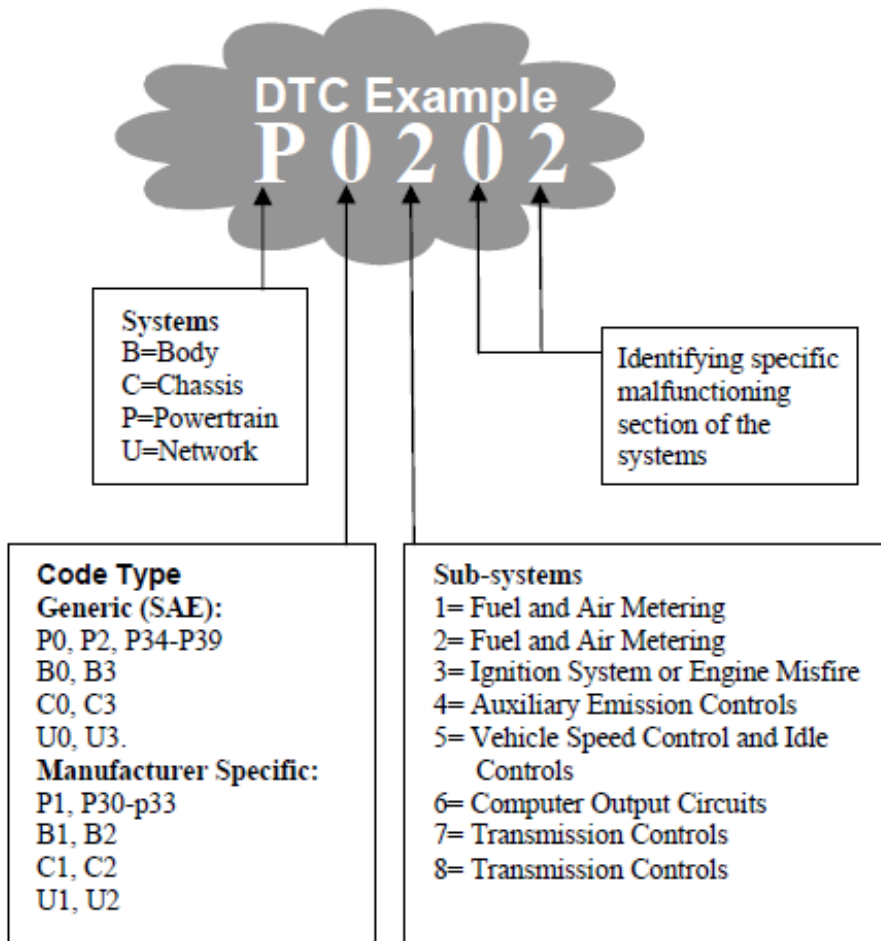 DTC Example
P 0 2 0 2
Systems
B=Body
C=Chassis
P=Powertrain
U=Network
Identifying specific
malfunctioning
section of the
systems
Code Type
Generic (SAE):
P0, P2, P34-P39
B0, B3
C0, C3
U0, U3.
Manufacturer Specific:
P1, P30-p33
B1, B2
C1, C2
U1, U2
Sub-systems
1= Fuel and Air Metering
2= Fuel and Air Metering
3= Ignition System or Engine Misfire
4= Auxiliary Emission Controls
5= Vehicle Speed Control and Idle
Controls
6= Computer Output Circuits
7= Transmission Controls
8= Transmission Controls